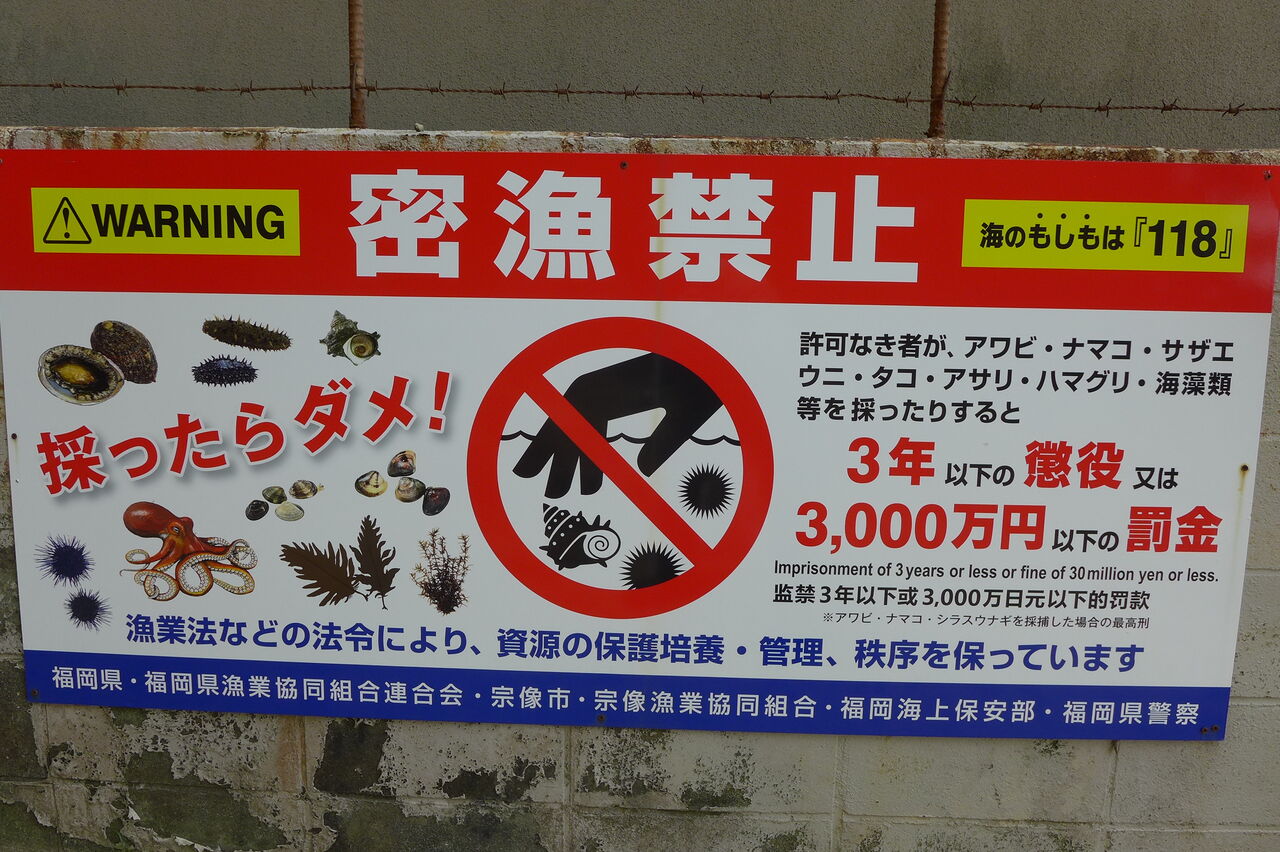 WARNING
密漁禁止
海のもしもは『118』
採ったらダメ!
許可なき者が、アワビ・ナマコ・サザエ
ウニ・タコ・アサリ・ハマグリ・海藻類
等を採ったりすると
3年以下の懲役又は
3,000万円以下の罰金
Imprisonment of 3 years or less or fine of 30 million yen or less.
监禁3年以下或3,000万日元以下的罚款
※アワビ・ナマコ・シラスウナギを採捕した場合の最高刑
漁業法などの法令により、資源の保護培養・管理、秩序を保っています
福岡県・福岡県漁業協同組合連合会・宗像市・宗像漁業協同組合・福岡海上保安部・福岡県警察